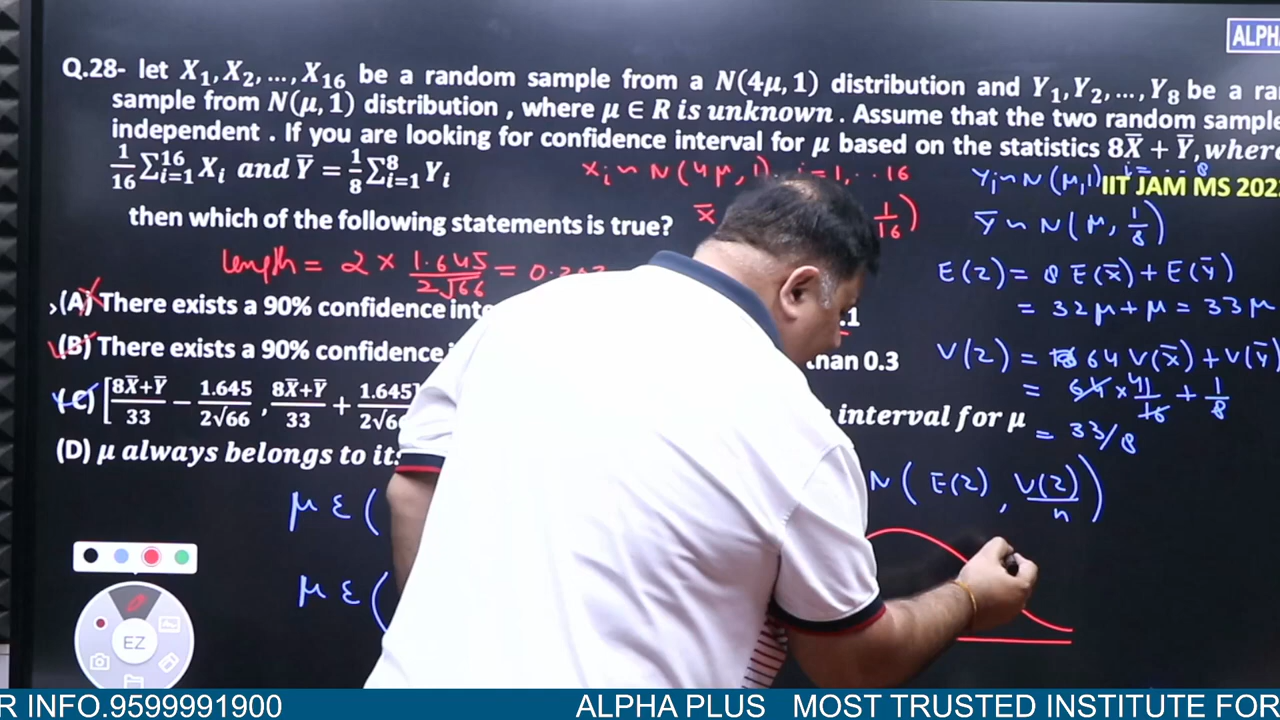 ALPH
Q.28- let X₁, X₂, ..., X₁₆ be a random sample from a N(4μ, 1) distribution and Y₁, Y₂, ..., Y₈ be a ra
sample from N(μ, 1) distribution , where μ ∈ R is unknown . Assume that the two random sample
independent . If you are looking for confidence interval for μ based on the statistics 8X̄ + Ȳ, where
1/16 ∑ᵢ₌₁¹⁶ Xᵢ and Ȳ = 1/8 ∑ᵢ₌₁⁸ Yᵢ
Xi ~ N(4μ, 1), i = 1, .. 16
Yi ~ N(μ, 1) i = ... 8
IIT JAM MS 202
then which of the following statements is true?
x̄ 1/16)
ȳ ~ N(μ, 1/8)
length = 2 × 1.645/2√66 = 0.
E(Z) = 8 E(x̄) + E(ȳ)
= 32μ + μ = 33μ
(A) There exists a 90% confidence inte .1
(B) There exists a 90% confidence than 0.3
V(Z) = 64 V(x̄) + V(ȳ)
= 64 × 1/16 + 1/8
= 33/8
(C) [8X̄+Ȳ/33 − 1.645/2√66 , 8X̄+Ȳ/33 + 1.645/2√6 interval for μ
(D) μ always belongs to its
N(E(Z), V(Z)/n)
μ ε (
μ ε (
EZ
R INFO.9599991900 ALPHA PLUS MOST TRUSTED INSTITUTE FOR